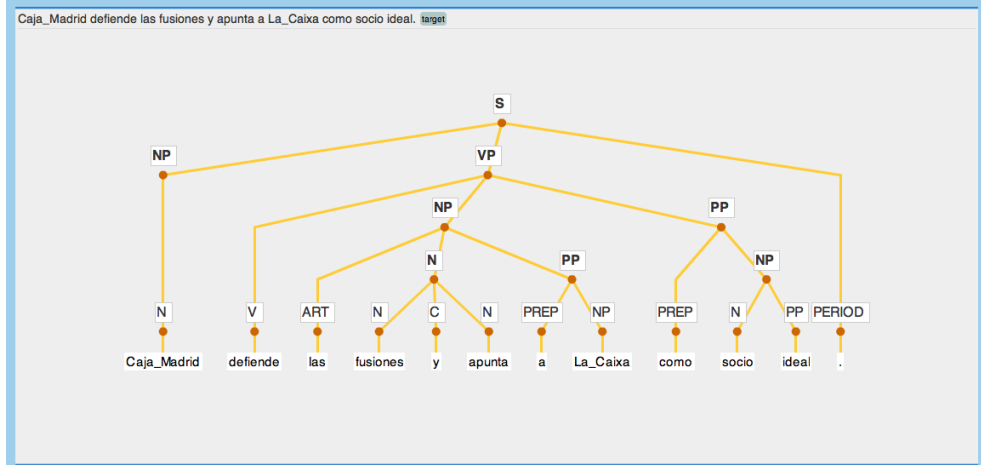 Caja_Madrid defiende las fusiones y apunta a La_Caixa como socio ideal. target
S
NP VP
NP PP
N PP NP
N V ART N C N PREP NP PREP N PP PERIOD
Caja_Madrid defiende las fusiones y apunta a La_Caixa como socio ideal .